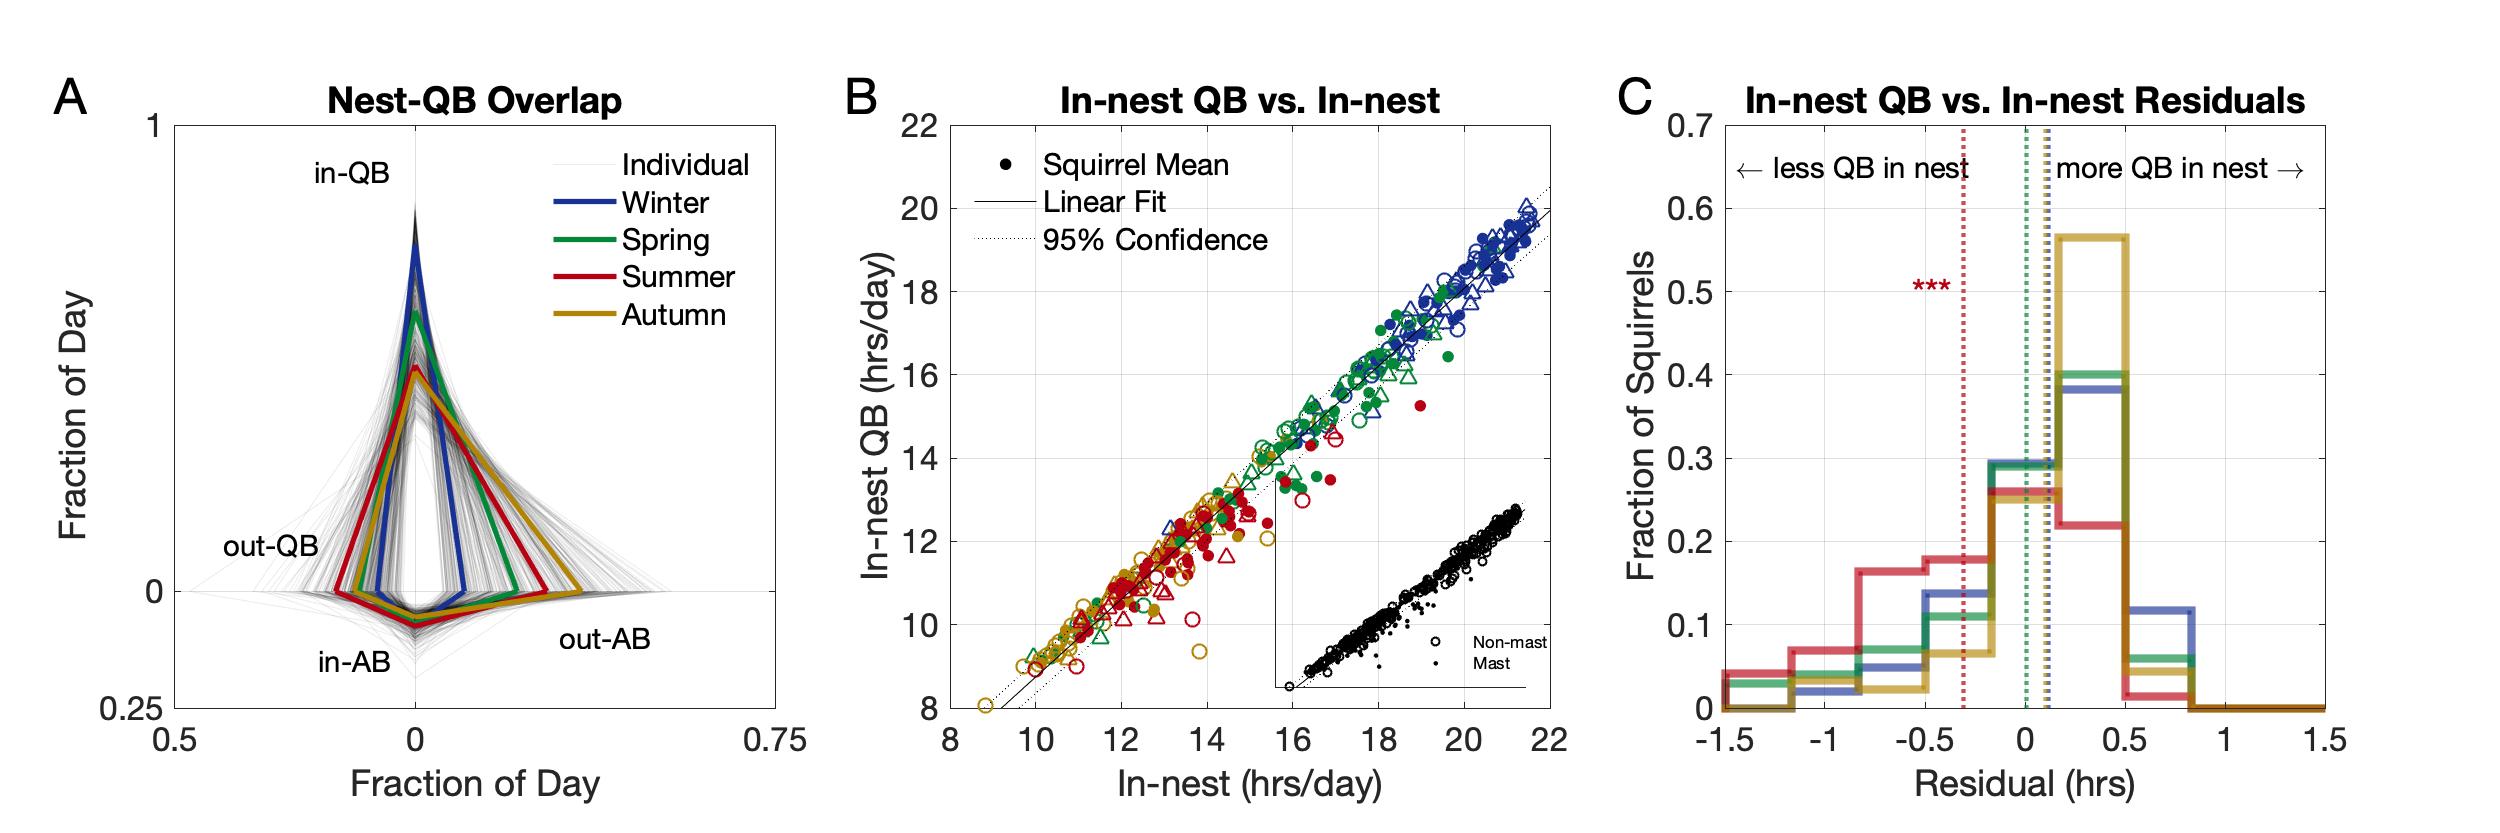 A
Nest-QB Overlap
1
in-QB
Individual
Winter
Spring
Summer
Autumn
Fraction of Day
out-QB
0
out-AB
in-AB
0.25
0.5
0
0.75
Fraction of Day
B
In-nest QB vs. In-nest
22
Squirrel Mean
Linear Fit
95% Confidence
20
18
16
14
12
10
8
In-nest QB (hrs/day)
Non-mast
Mast
8
10
12
14
16
18
20
22
In-nest (hrs/day)
C
In-nest QB vs. In-nest Residuals
0.7
← less QB in nest
more QB in nest →
0.6
***
0.5
0.4
0.3
0.2
0.1
0
Fraction of Squirrels
-1.5
-1
-0.5
0
0.5
1
1.5
Residual (hrs)